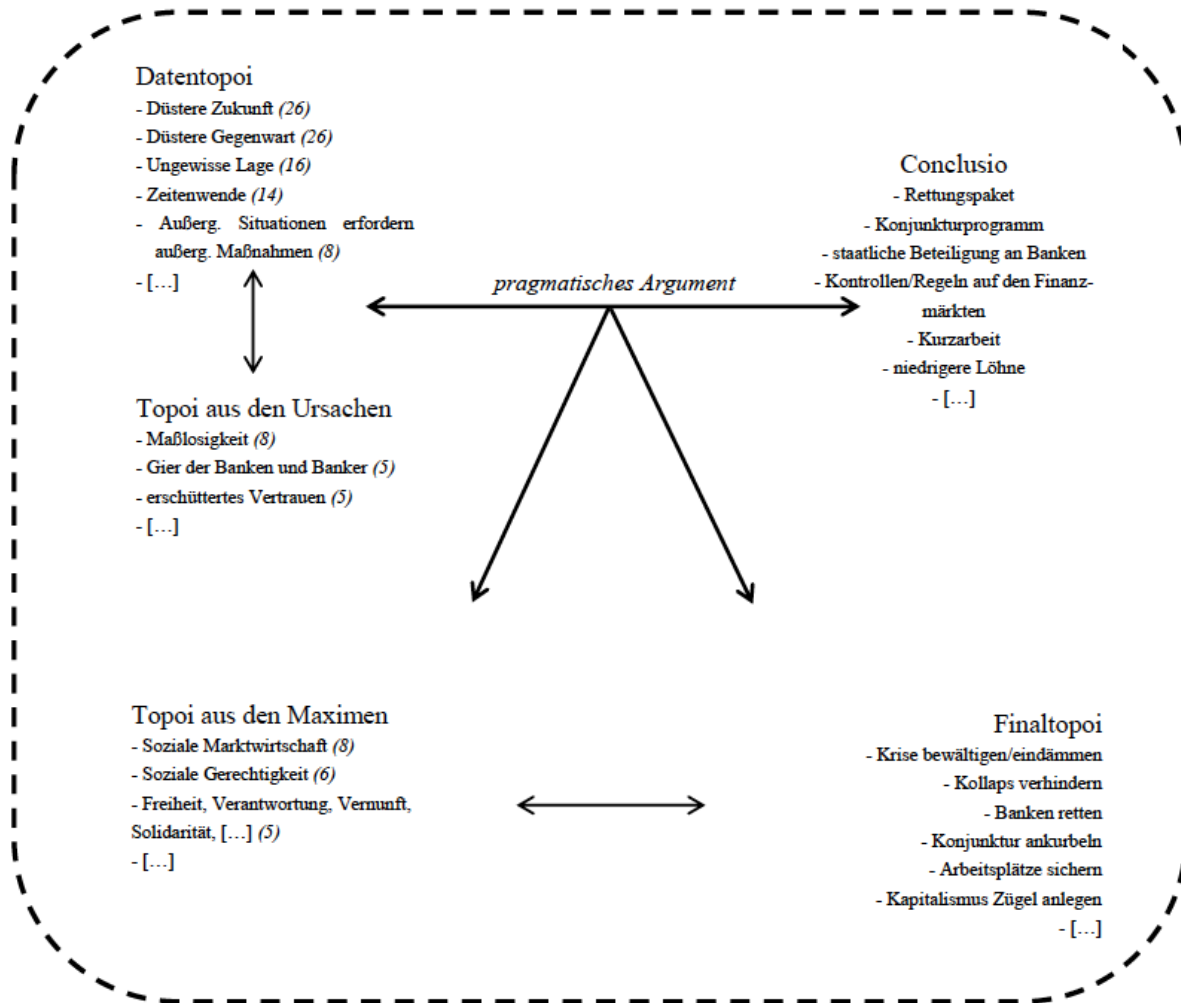 Datentopoi
- Düstere Zukunft (26)
- Düstere Gegenwart (26)
- Ungewisse Lage (16)
- Zeitenwende (14)
- Außerg. Situationen erfordern
außerg. Maßnahmen (8)
- [...]
Conclusio
- Rettungspaket
- Konjunkturprogramm
- staatliche Beteiligung an Banken
- Kontrollen/Regeln auf den Finanz-
märkten
- Kurzarbeit
- niedrigere Löhne
- [...]
pragmatisches Argument
Topoi aus den Ursachen
- Maßlosigkeit (8)
- Gier der Banken und Banker (5)
- erschüttertes Vertrauen (5)
- [...]
Topoi aus den Maximen
- Soziale Marktwirtschaft (8)
- Soziale Gerechtigkeit (6)
- Freiheit, Verantwortung, Vernunft,
Solidarität, [...] (5)
- [...]
Finaltopoi
- Krise bewältigen/eindämmen
- Kollaps verhindern
- Banken retten
- Konjunktur ankurbeln
- Arbeitsplätze sichern
- Kapitalismus Zügel anlegen
- [...]